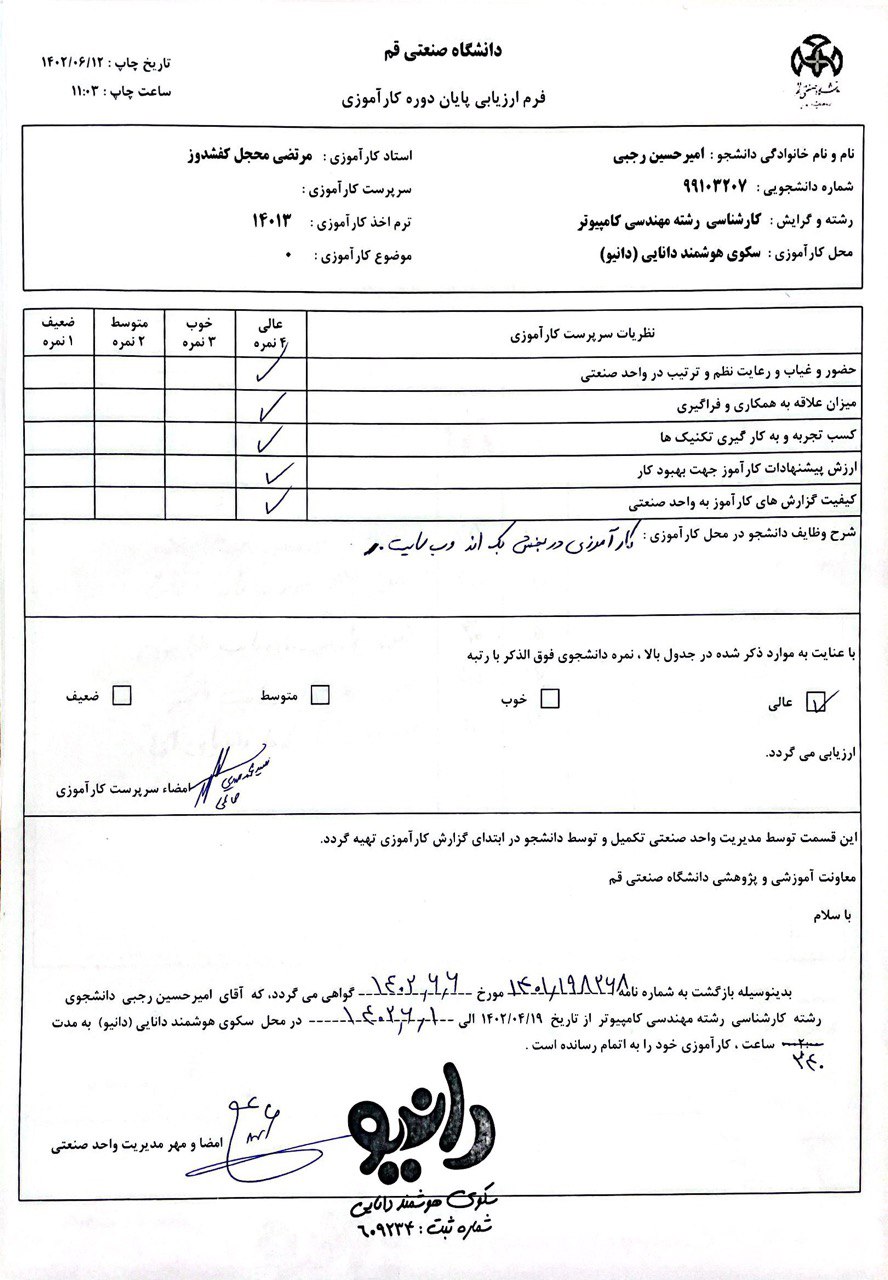 دانشگاه صنعتی قم
فرم ارزیابی پایان دوره کارآموزی
تاریخ چاپ : ۱۴۰۲/۰۶/۱۲
ساعت چاپ : ۱۱:۰۳
نام و نام خانوادگی دانشجو : امیرحسین رجبی
استاد کارآموزی : مرتضی محجل کفشدوز
شماره دانشجویی : ۹۹۱۰۳۲۰۷
سرپرست کارآموزی :
رشته و گرایش : کارشناسی رشته مهندسی کامپیوتر
ترم اخذ کارآموزی : ۱۴۰۱۳
محل کارآموزی : سکوی هوشمند دانایی (دانیو)
موضوع کارآموزی : ۰
نظریات سرپرست کارآموزی
عالی ۴ نمره
خوب ۳ نمره
متوسط ۲ نمره
ضعیف ۱ نمره
حضور و غیاب و رعایت نظم و ترتیب در واحد صنعتی
میزان علاقه به همکاری و فراگیری
کسب تجربه و به کار گیری تکنیک ها
ارزش پیشنهادات کارآموز جهت بهبود کار
کیفیت گزارش های کارآموز به واحد صنعتی
شرح وظایف دانشجو در محل کارآموزی : کارآموزی در بخش بک اند وب سایت.
با عنایت به موارد ذکر شده در جدول بالا ، نمره دانشجوی فوق الذکر با رتبه
عالی
خوب
متوسط
ضعیف
ارزیابی می گردد.
امضاء سرپرست کارآموزی
این قسمت توسط مدیریت واحد صنعتی تکمیل و توسط دانشجو در ابتدای گزارش کارآموزی تهیه گردد.
معاونت آموزشی و پژوهشی دانشگاه صنعتی قم
با سلام
بدینوسیله بازگشت به شماره نامه ۱۴۰۱٫۱۹۸۲۶۸ مورخ ۱۴۰۲٫۶٫۶ گواهی می گردد، که آقای امیرحسین رجبی دانشجوی
رشته کارشناسی رشته مهندسی کامپیوتر از تاریخ ۱۴۰۲/۰۴/۱۹ الی ۱۴۰۲٫۶٫۱۰ در محل سکوی هوشمند دانایی (دانیو) به مدت
ساعت ، کارآموزی خود را به اتمام رسانده است .
۲۴۰
امضا و مهر مدیریت واحد صنعتی
دانیو
سکوی هوشمند دانایی
شماره ثبت : ۶۰۹۲۳۴